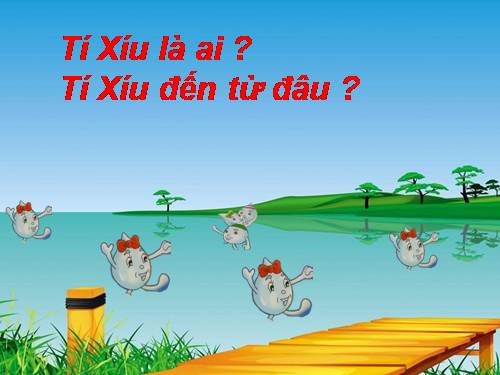 Tí Xíu là ai ?
Tí Xíu đến từ đâu ?